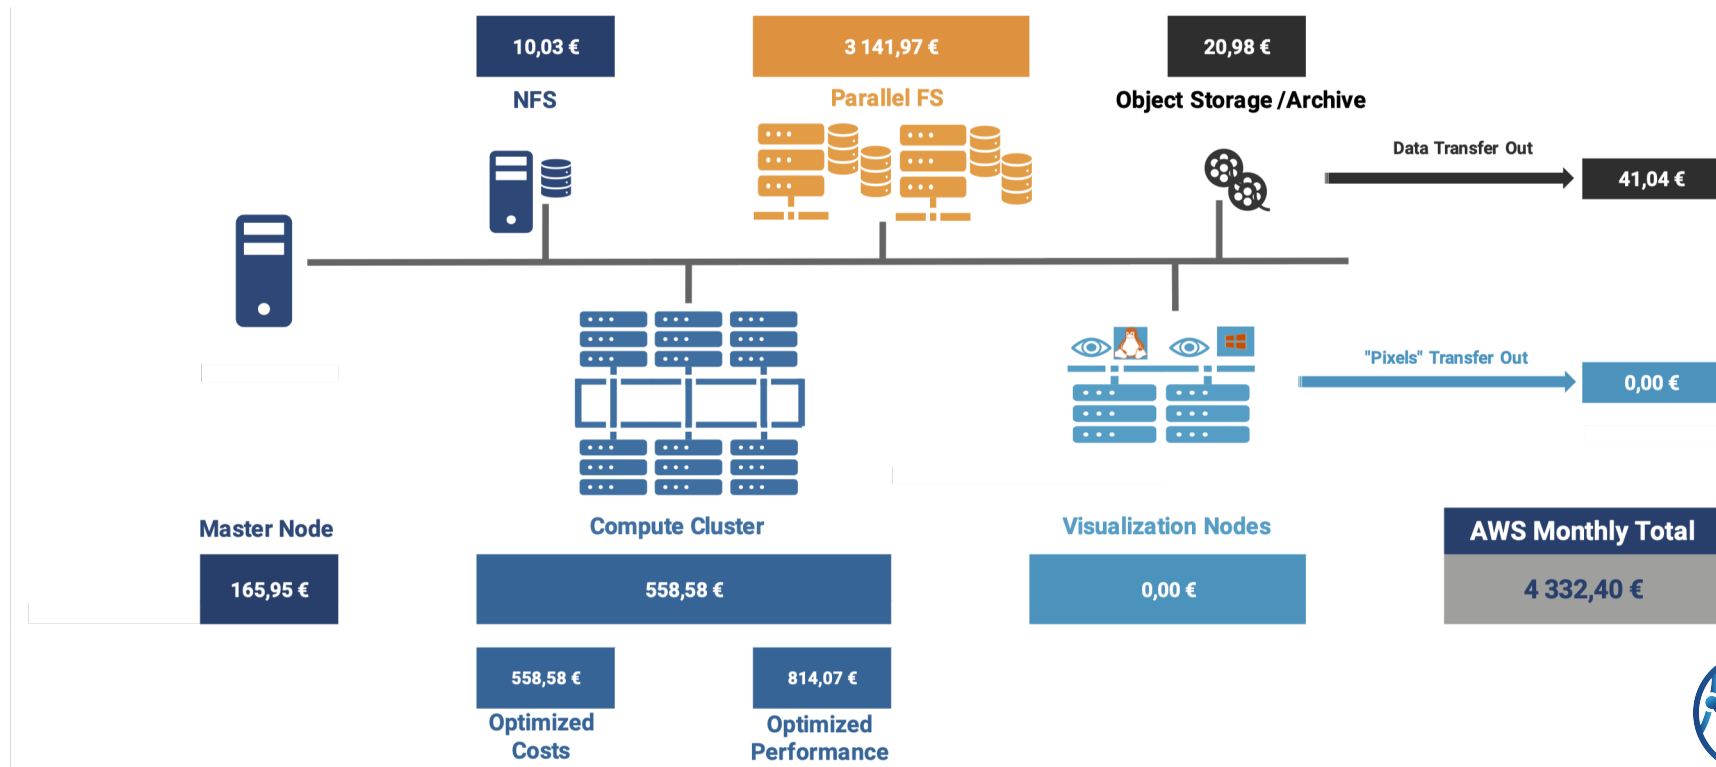 10,03 €
3 141,97 €
20,98 €
NFS
Parallel FS
Object Storage /Archive
Data Transfer Out
41,04 €
"Pixels" Transfer Out
0,00 €
Master Node
Compute Cluster
Visualization Nodes
AWS Monthly Total
165,95 €
558,58 €
0,00 €
4 332,40 €
558,58 €
814,07 €
Optimized
Costs
Optimized
Performance